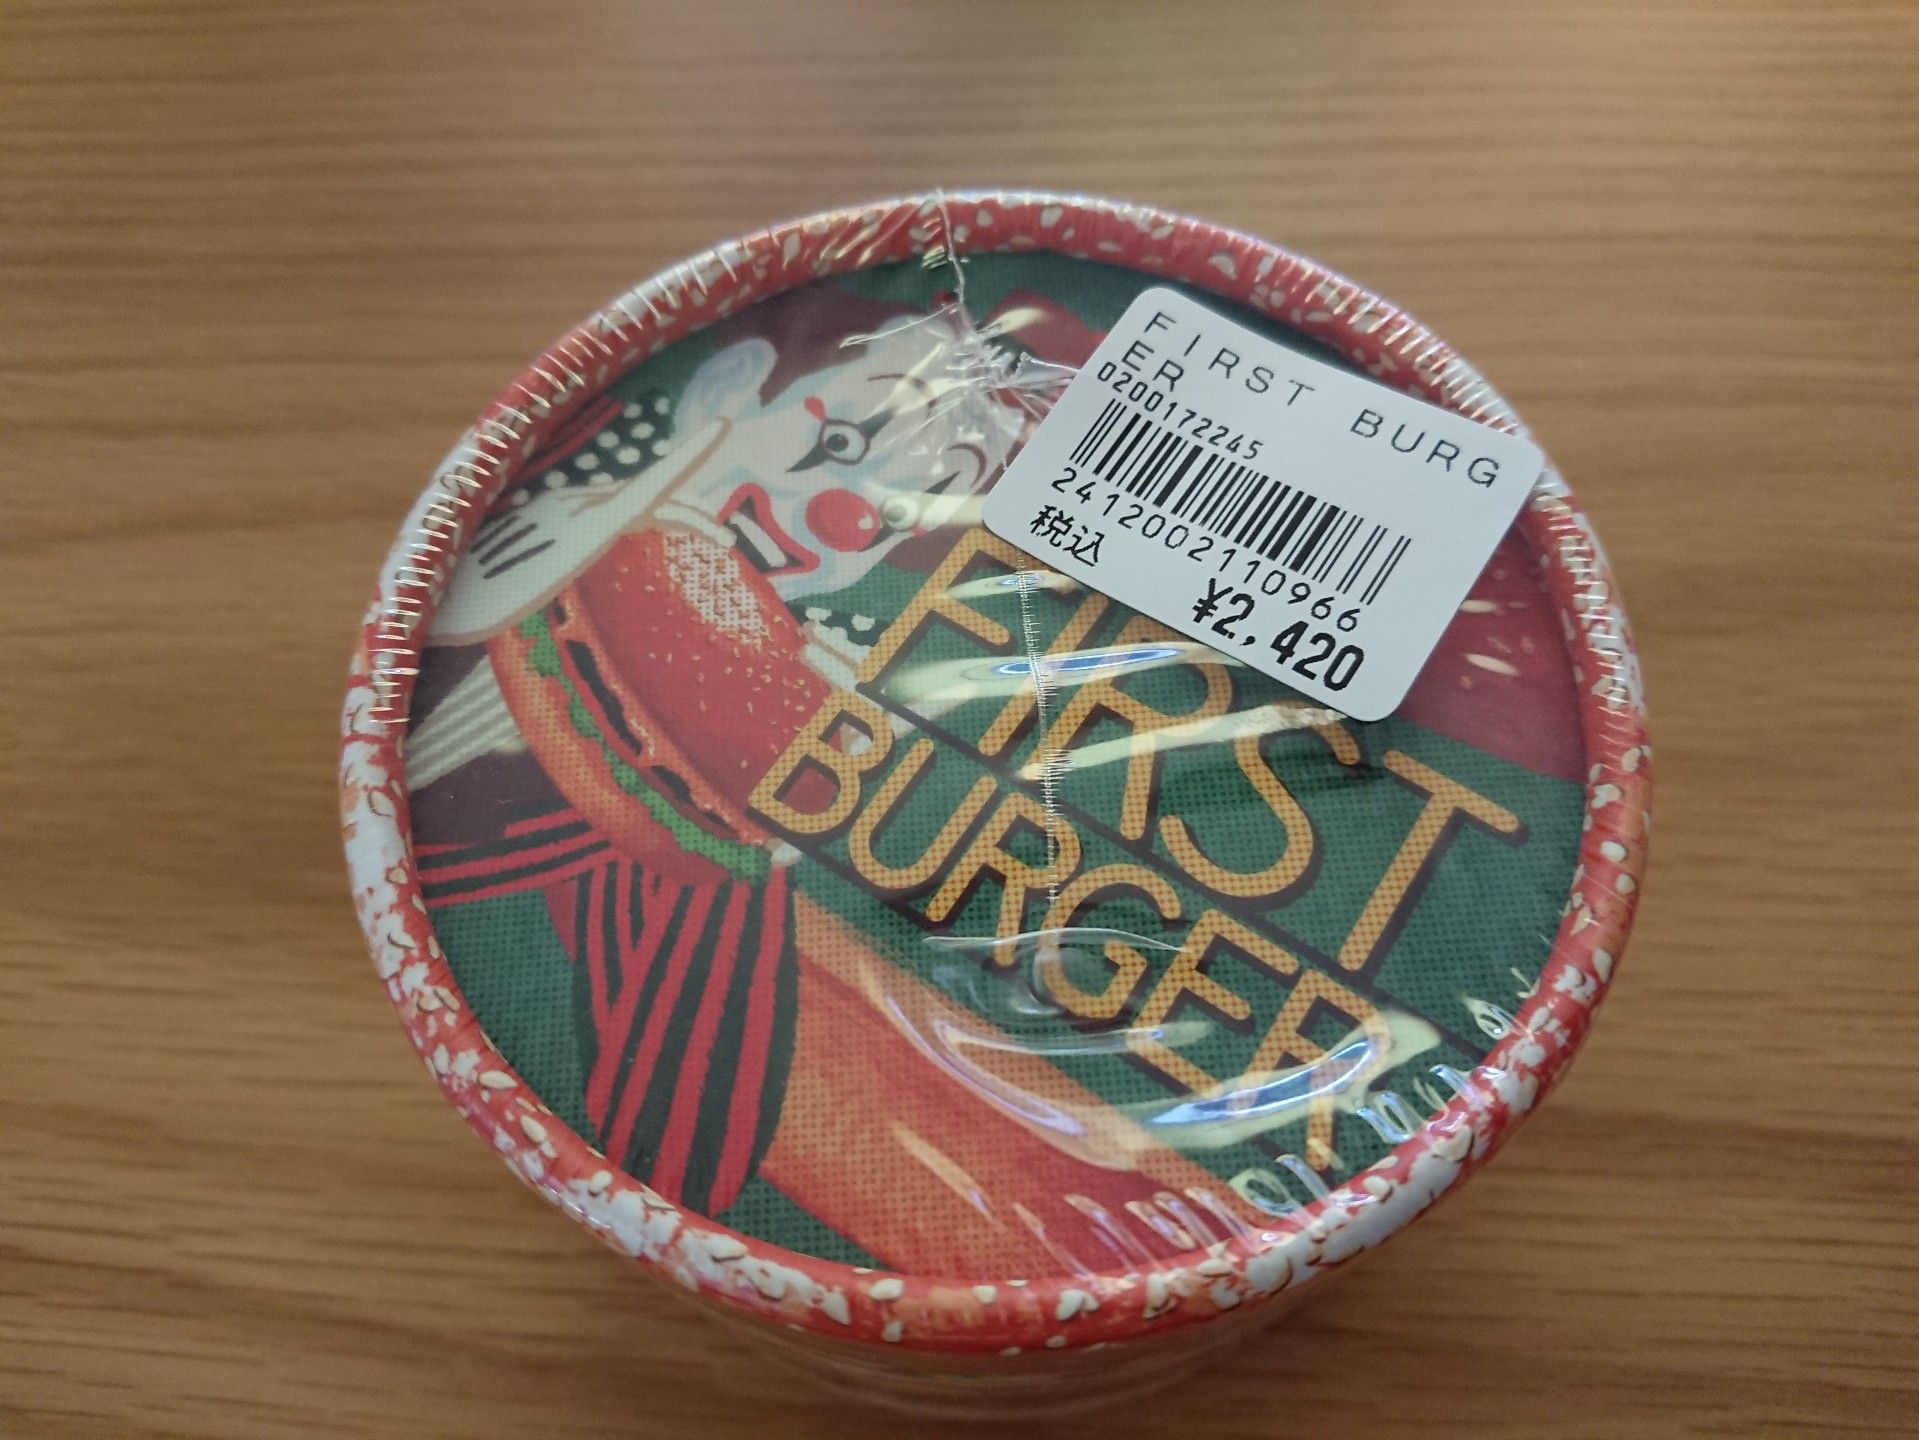 FIRST BURG
ER
0200172245
2412002110966
税込
¥2,420
FIRST
BURGER